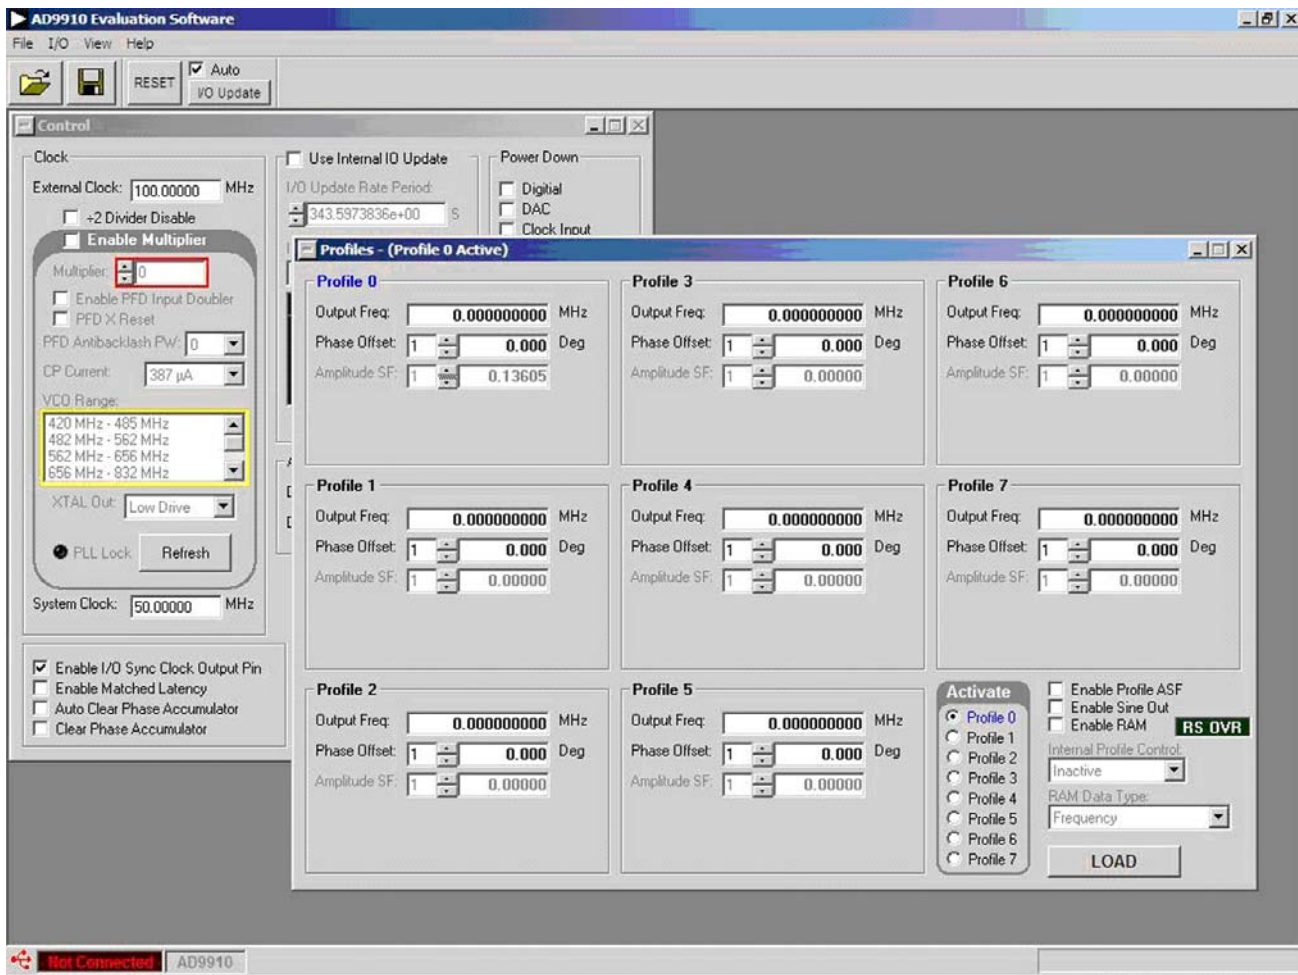 AD9910 Evaluation Software
File I/O View Help
RESET
Auto
I/O Update
Control
Clock
External Clock: 100.00000 MHz
÷2 Divider Disable
Enable Multiplier
Multiplier: 0
Enable PFD Input Doubler
PFD X Reset
PFD Antibacklash PW: 0
CP Current: 387 µA
VCO Range:
420 MHz - 485 MHz
482 MHz - 562 MHz
562 MHz - 656 MHz
656 MHz - 832 MHz
XTAL Out: Low Drive
PLL Lock Refresh
System Clock: 50.00000 MHz
Enable I/O Sync Clock Output Pin
Enable Matched Latency
Auto Clear Phase Accumulator
Clear Phase Accumulator
Use Internal IO Update
I/O Update Rate Period:
343.5973836e+00 S
Power Down
Digitial
DAC
Clock Input
Profiles - (Profile 0 Active)
Profile 0
Output Freq: 0.000000000 MHz
Phase Offset: 1 0.000 Deg
Amplitude SF: 1 0.13605
Profile 3
Output Freq: 0.000000000 MHz
Phase Offset: 1 0.000 Deg
Amplitude SF: 1 0.00000
Profile 6
Output Freq: 0.000000000 MHz
Phase Offset: 1 0.000 Deg
Amplitude SF: 1 0.00000
Profile 1
Output Freq: 0.000000000 MHz
Phase Offset: 1 0.000 Deg
Amplitude SF: 1 0.00000
Profile 4
Output Freq: 0.000000000 MHz
Phase Offset: 1 0.000 Deg
Amplitude SF: 1 0.00000
Profile 7
Output Freq: 0.000000000 MHz
Phase Offset: 1 0.000 Deg
Amplitude SF: 1 0.00000
Profile 2
Output Freq: 0.000000000 MHz
Phase Offset: 1 0.000 Deg
Amplitude SF: 1 0.00000
Profile 5
Output Freq: 0.000000000 MHz
Phase Offset: 1 0.000 Deg
Amplitude SF: 1 0.00000
Activate
Profile 0
Profile 1
Profile 2
Profile 3
Profile 4
Profile 5
Profile 6
Profile 7
Enable Profile ASF
Enable Sine Out
Enable RAM
RS OVR
Internal Profile Control:
Inactive
RAM Data Type:
Frequency
LOAD
Not Connected AD9910